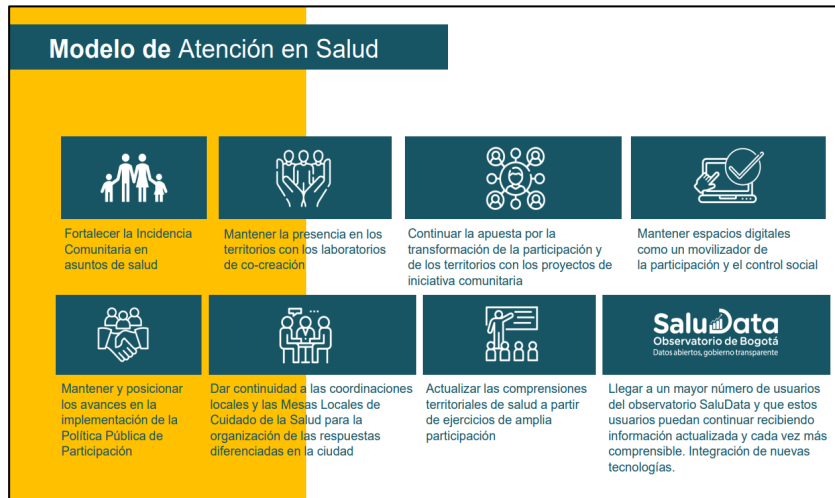 Modelo de Atención en Salud
Fortalecer la Incidencia
Comunitaria en
asuntos de salud
Mantener la presencia en los
territorios con los laboratorios
de co-creación
Continuar la apuesta por la
transformación de la participación y
de los territorios con los proyectos de
iniciativa comunitaria
Mantener espacios digitales
como un movilizador de
la participación y el control social
Mantener y posicionar
los avances en la
implementación de la
Política Pública de
Participación
Dar continuidad a las coordinaciones
locales y las Mesas Locales de
Cuidado de la Salud para la
organización de las respuestas
diferenciadas en la ciudad
Actualizar las comprensiones
territoriales de salud a partir
de ejercicios de amplia
participación
SaluData
Observatorio de Bogotá
Datos abiertos, gobierno transparente
Llegar a un mayor número de usuarios
del observatorio SaluData y que estos
usuarios puedan continuar recibiendo
información actualizada y cada vez más
comprensible. Integración de nuevas
tecnologías.